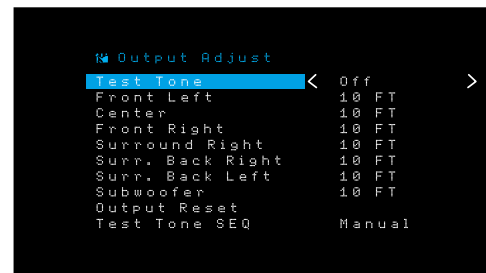 Output Adjust
Test Tone < Off >
Front Left 10 FT
Center 10 FT
Front Right 10 FT
Surround Right 10 FT
Surr. Back Right 10 FT
Surr. Back Left 10 FT
Subwoofer 10 FT
Output Reset
Test Tone SEQ Manual